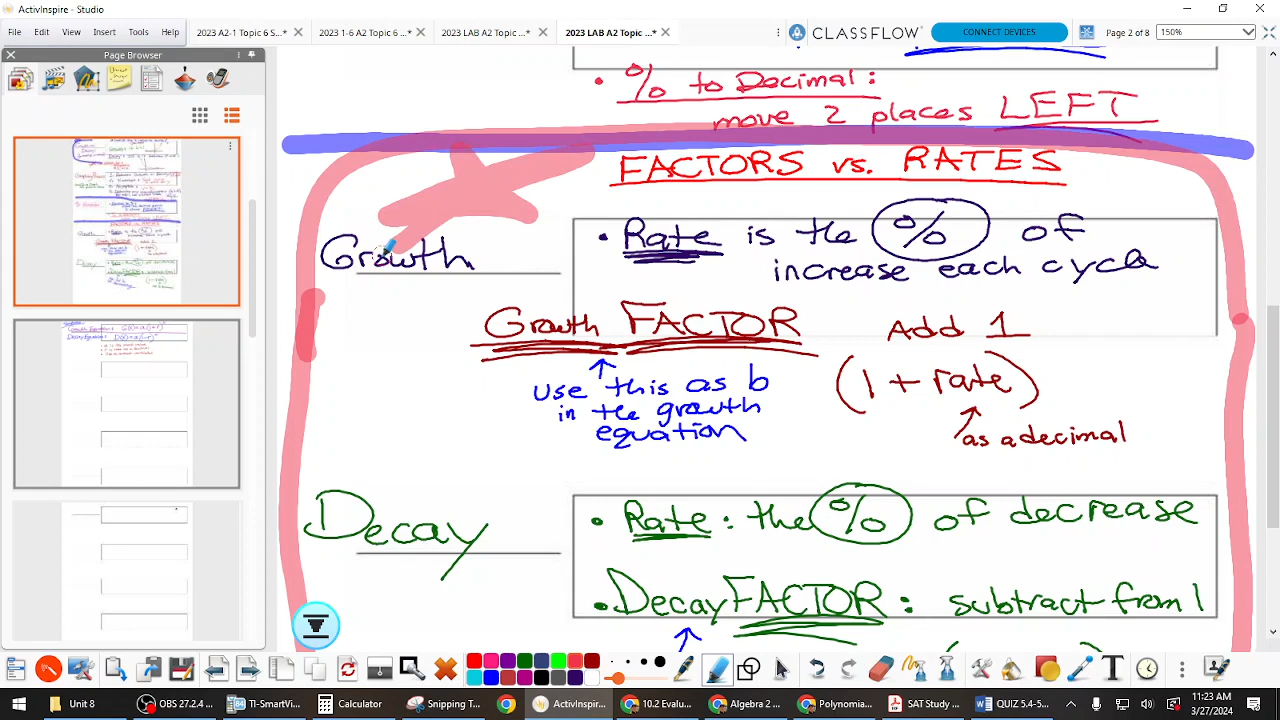 ActivInspire - Studio
File Edit View Insert Tools Help
2023 A2-1 Topic 6 S...*
2023 1-6 A2 Topic 6 ...*
2023 LAB A2 Topic ...*
2023 LAB A2 Topic ...*
CLASSFLOW
CONNECT DEVICES
Page 2 of 8
150%
Page Browser
• % to Decimal:
move 2 places LEFT
FACTORS vs. RATES
Growth
• Rate is the % of
increase each cycle
Growth FACTOR Add 1
(1 + rate)
↑ as a decimal
↑ use this as b
in the growth
equation
Decay
• Rate: the % of decrease
• Decay FACTOR: subtract from 1
T
Unit 8
OBS 27.2.4 ...
84 TI-SmartVi...
Calculator
Snipping T...
ActivInspir...
10.2 Evalu...
Algebra 2 ...
Polynomia...
SAT Study ...
QUIZ 5.4-5...
11:23 AM
3/27/2024